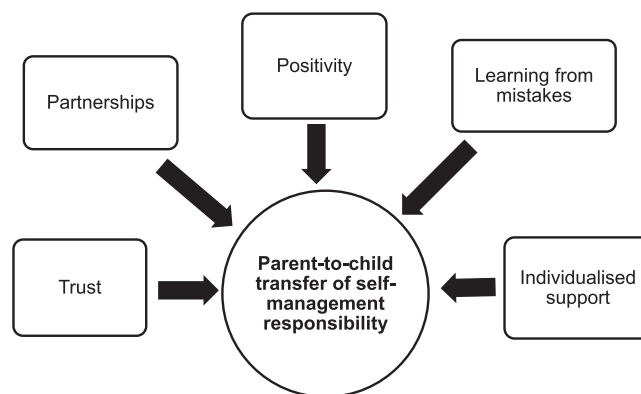 Positivity
Partnerships
Learning from
mistakes
Trust
Parent-to-child
transfer of self-
management
responsibility
Individualised
support